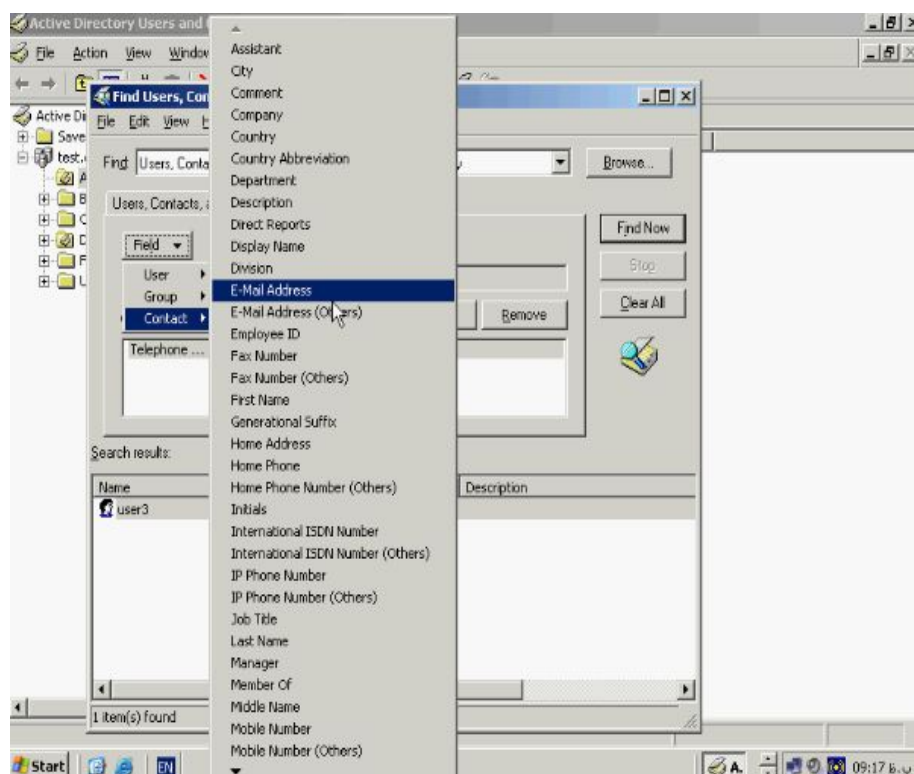 Active Directory Users and
File Action View Window
Find Users, Con
File Edit View
Active Di
Save
test.
Find: Users, Conta
Browse...
Users, Contacts,
Field
User
Group
Contact
Telephone ...
Find Now
Stop
Clear All
Remove
Assistant
City
Comment
Company
Country
Country Abbreviation
Department
Description
Direct Reports
Display Name
Division
E-Mail Address
E-Mail Address (Others)
Employee ID
Fax Number
Fax Number (Others)
First Name
Generational Suffix
Home Address
Home Phone
Home Phone Number (Others)
Initials
International ISDN Number
International ISDN Number (Others)
IP Phone Number
IP Phone Number (Others)
Job Title
Last Name
Manager
Member Of
Middle Name
Mobile Number
Mobile Number (Others)
Search results:
Name
Description
user3
1 item(s) found
Start
EN
A.
09:17 ب.ظ